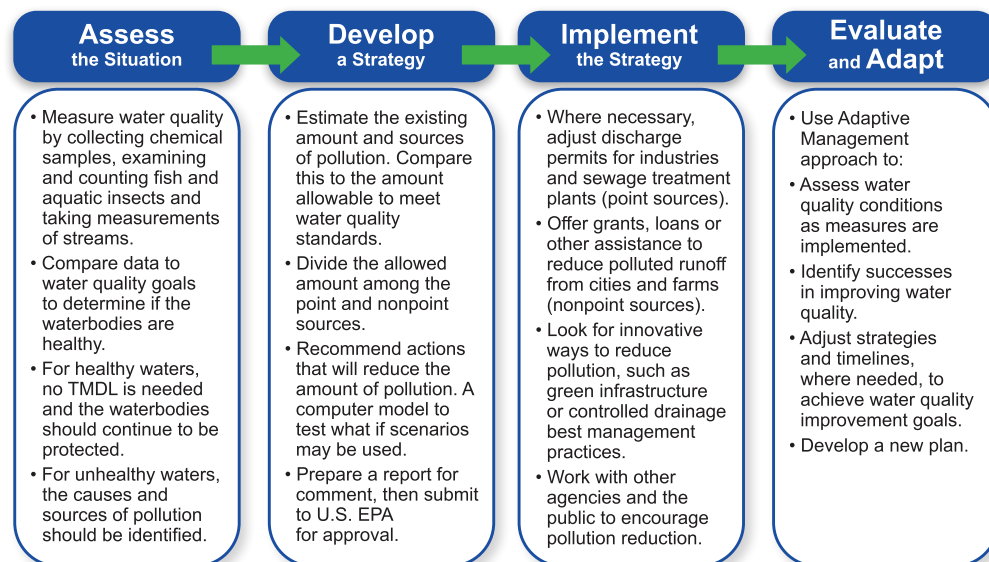 Assess
the Situation
• Measure water quality
by collecting chemical
samples, examining
and counting fish and
aquatic insects and
taking measurements
of streams.
• Compare data to
water quality goals
to determine if the
waterbodies are
healthy.
• For healthy waters,
no TMDL is needed
and the waterbodies
should continue to be
protected.
• For unhealthy waters,
the causes and
sources of pollution
should be identified.
Develop
a Strategy
• Estimate the existing
amount and sources
of pollution. Compare
this to the amount
allowable to meet
water quality
standards.
• Divide the allowed
amount among the
point and nonpoint
sources.
• Recommend actions
that will reduce the
amount of pollution. A
computer model to
test what if scenarios
may be used.
• Prepare a report for
comment, then submit
to U.S. EPA
for approval.
Implement
the Strategy
• Where necessary,
adjust discharge
permits for industries
and sewage treatment
plants (point sources).
• Offer grants, loans or
other assistance to
reduce polluted runoff
from cities and farms
(nonpoint sources).
• Look for innovative
ways to reduce
pollution, such as
green infrastructure
or controlled drainage
best management
practices.
• Work with other
agencies and the
public to encourage
pollution reduction.
Evaluate
and Adapt
• Use Adaptive
Management
approach to:
• Assess water
quality conditions
as measures are
implemented.
• Identify successes
in improving water
quality.
• Adjust strategies
and timelines,
where needed, to
achieve water quality
improvement goals.
• Develop a new plan.